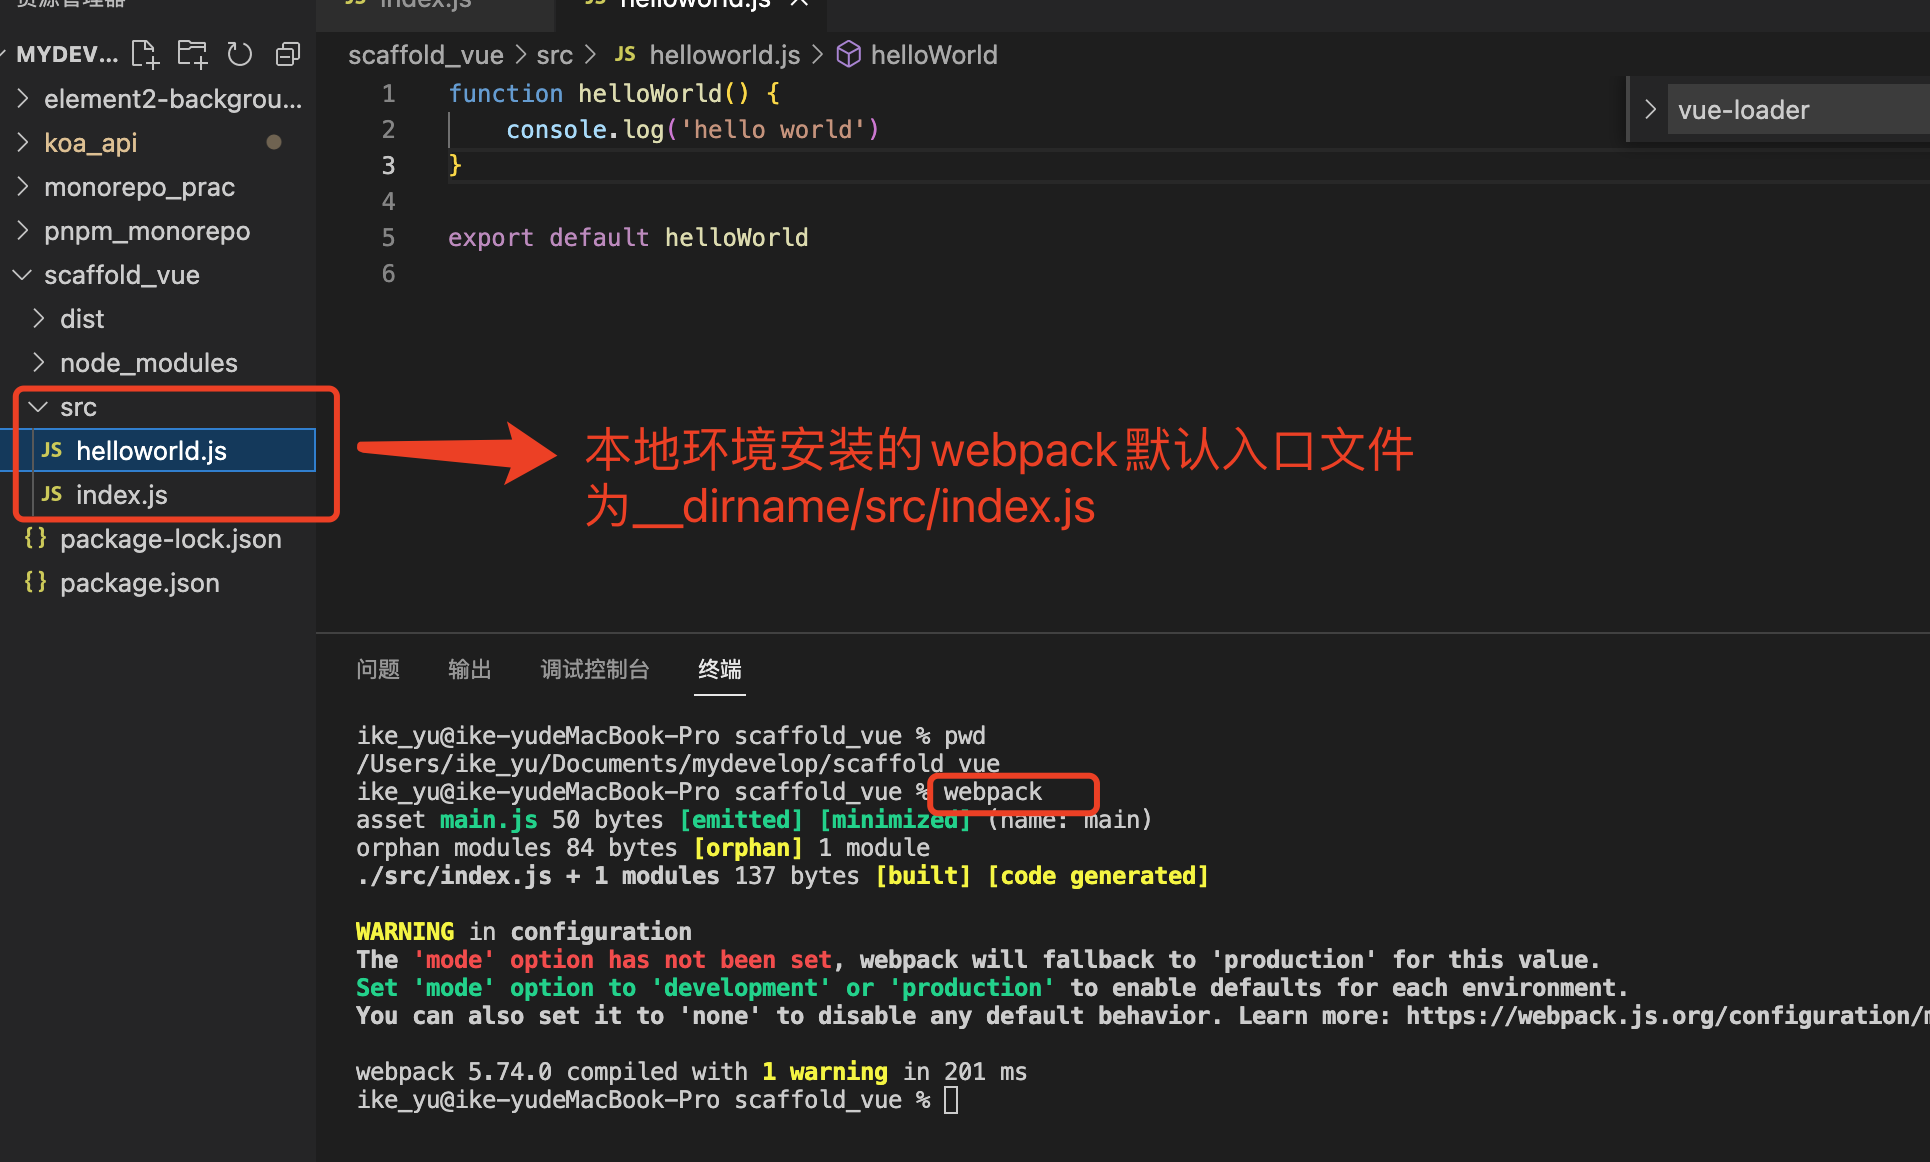 资源管理器
JS index.js
JS helloworld.js ×
MYDEV...
scaffold_vue > src > JS helloworld.js > helloWorld
element2-backgrou...
koa_api
monorepo_prac
pnpm_monorepo
scaffold_vue
dist
node_modules
src
JS helloworld.js
JS index.js
{} package-lock.json
{} package.json
1 function helloWorld() {
2 console.log('hello world')
3 }
4
5 export default helloWorld
6
vue-loader
本地环境安装的webpack默认入口文件
为__dirname/src/index.js
问题 输出 调试控制台 终端
ike_yu@ike-yudeMacBook-Pro scaffold_vue % pwd
/Users/ike_yu/Documents/mydevelop/scaffold_vue
ike_yu@ike-yudeMacBook-Pro scaffold_vue % webpack
asset main.js 50 bytes [emitted] [minimized] (name: main)
orphan modules 84 bytes [orphan] 1 module
./src/index.js + 1 modules 137 bytes [built] [code generated]
WARNING in configuration
The 'mode' option has not been set, webpack will fallback to 'production' for this value.
Set 'mode' option to 'development' or 'production' to enable defaults for each environment.
You can also set it to 'none' to disable any default behavior. Learn more: https://webpack.js.org/configuration/
webpack 5.74.0 compiled with 1 warning in 201 ms
ike_yu@ike-yudeMacBook-Pro scaffold_vue %